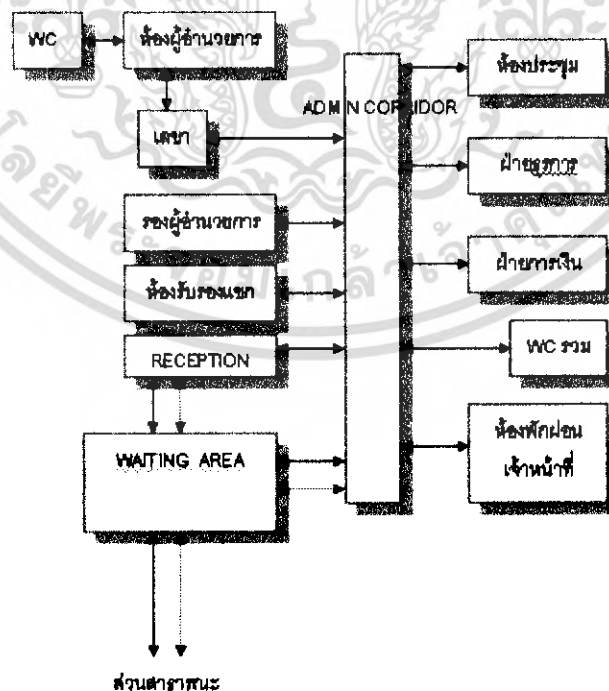 WC
ห้องผู้อำนวยการ
ห้องประชุม
ADMIN CORRIDOR
เลขา
ฝ่ายธุรการ
รองผู้อำนวยการ
ฝ่ายการเงิน
ห้องรับรองแขก
RECEPTION
WC รวม
WAITING AREA
ห้องพักผ่อน
เจ้าหน้าที่
ส่วนสาธารณะ